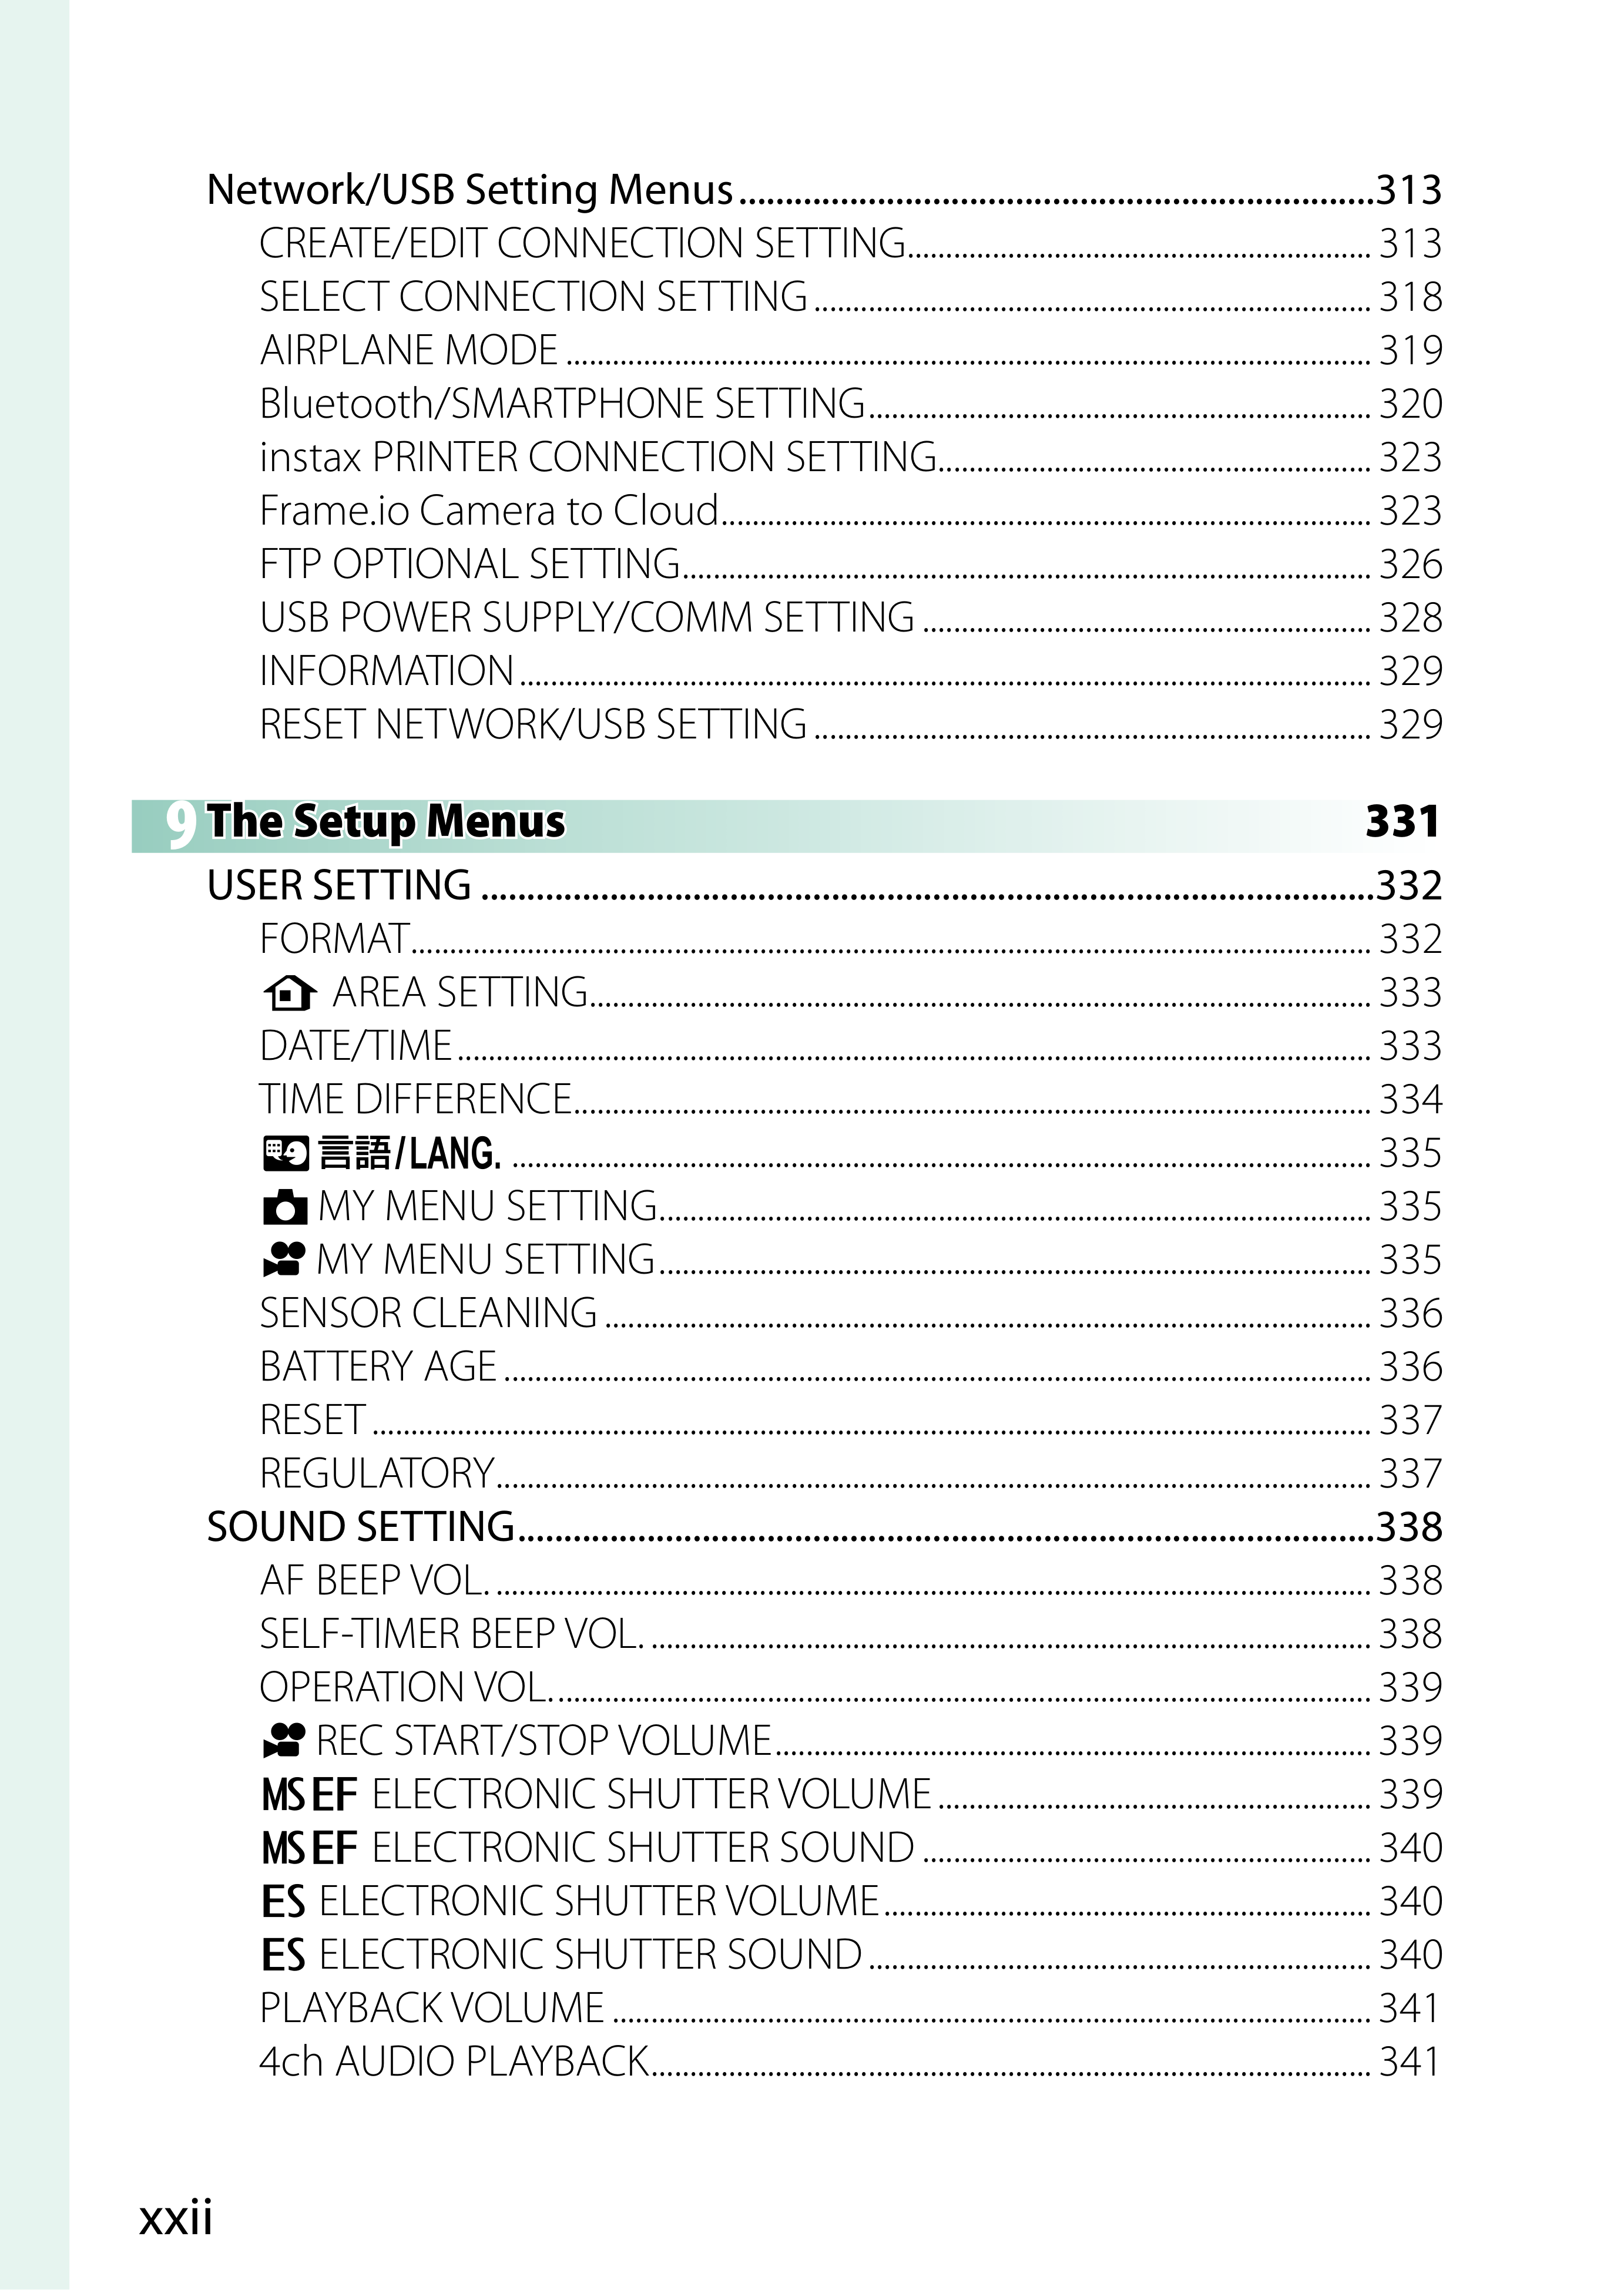 Network/USB Setting Menus.......................................................................313
CREATE/EDIT CONNECTION SETTING............................................................ 313
SELECT CONNECTION SETTING ........................................................................ 318
AIRPLANE MODE ........................................................................................................ 319
Bluetooth/SMARTPHONE SETTING................................................................. 320
instax PRINTER CONNECTION SETTING........................................................ 323
Frame.io Camera to Cloud.................................................................................... 323
FTP OPTIONAL SETTING......................................................................................... 326
USB POWER SUPPLY/COMM SETTING .......................................................... 328
INFORMATION .............................................................................................................. 329
RESET NETWORK/USB SETTING ........................................................................ 329
9 The Setup Menus 331
USER SETTING .................................................................................................332
FORMAT............................................................................................................................ 332
AREA SETTING..................................................................................................... 333
DATE/TIME ...................................................................................................................... 333
TIME DIFFERENCE....................................................................................................... 334
言語/LANG. ............................................................................................................... 335
MY MENU SETTING............................................................................................ 335
MY MENU SETTING............................................................................................ 335
SENSOR CLEANING ................................................................................................... 336
BATTERY AGE ................................................................................................................ 336
RESET ................................................................................................................................. 337
REGULATORY................................................................................................................. 337
SOUND SETTING.............................................................................................338
AF BEEP VOL. ................................................................................................................. 338
SELF-TIMER BEEP VOL. ............................................................................................. 338
OPERATION VOL. ......................................................................................................... 339
REC START/STOP VOLUME............................................................................. 339
MS EF ELECTRONIC SHUTTER VOLUME ........................................................ 339
MS EF ELECTRONIC SHUTTER SOUND .......................................................... 340
ES ELECTRONIC SHUTTER VOLUME............................................................... 340
ES ELECTRONIC SHUTTER SOUND ................................................................. 340
PLAYBACK VOLUME .................................................................................................. 341
4ch AUDIO PLAYBACK............................................................................................. 341
xxii